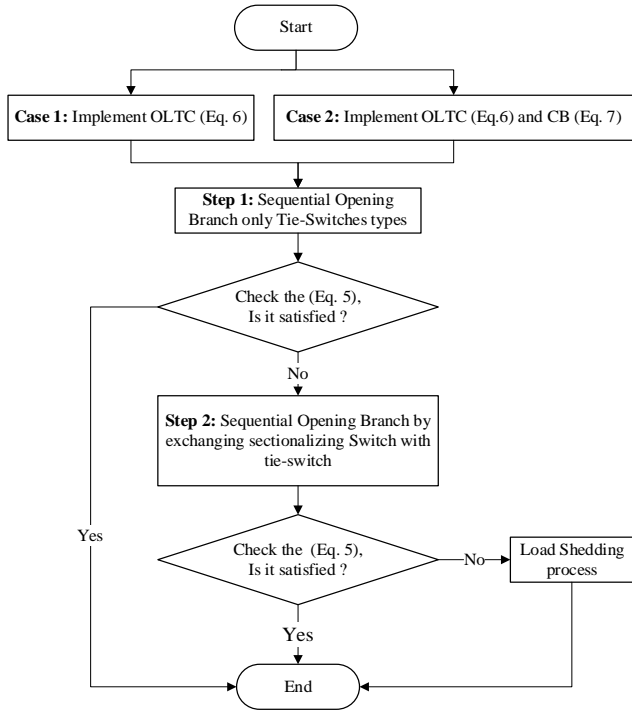 Start
Case 1: Implement OLTC (Eq. 6)
Case 2: Implement OLTC (Eq.6) and CB (Eq. 7)
Step 1: Sequential Opening
Branch only Tie-Switches types
Check the (Eq. 5),
Is it satisfied ?
No
Step 2: Sequential Opening Branch by
exchanging sectionalizing Switch with
tie-switch
Yes
Check the (Eq. 5),
Is it satisfied ?
No
Load Shedding
process
Yes
End